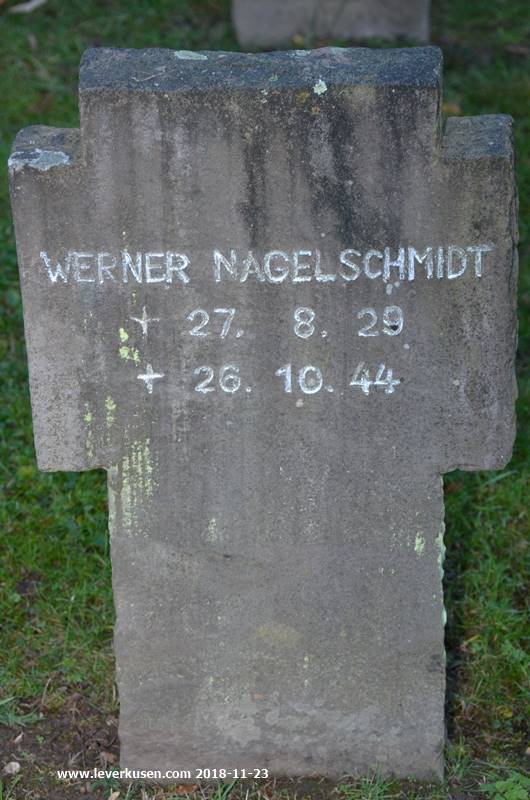 WERNER NAGELSCHMIDT
+ 27. 8. 29
+ 26. 10. 44
www.leverkusen.com 2018-11-23